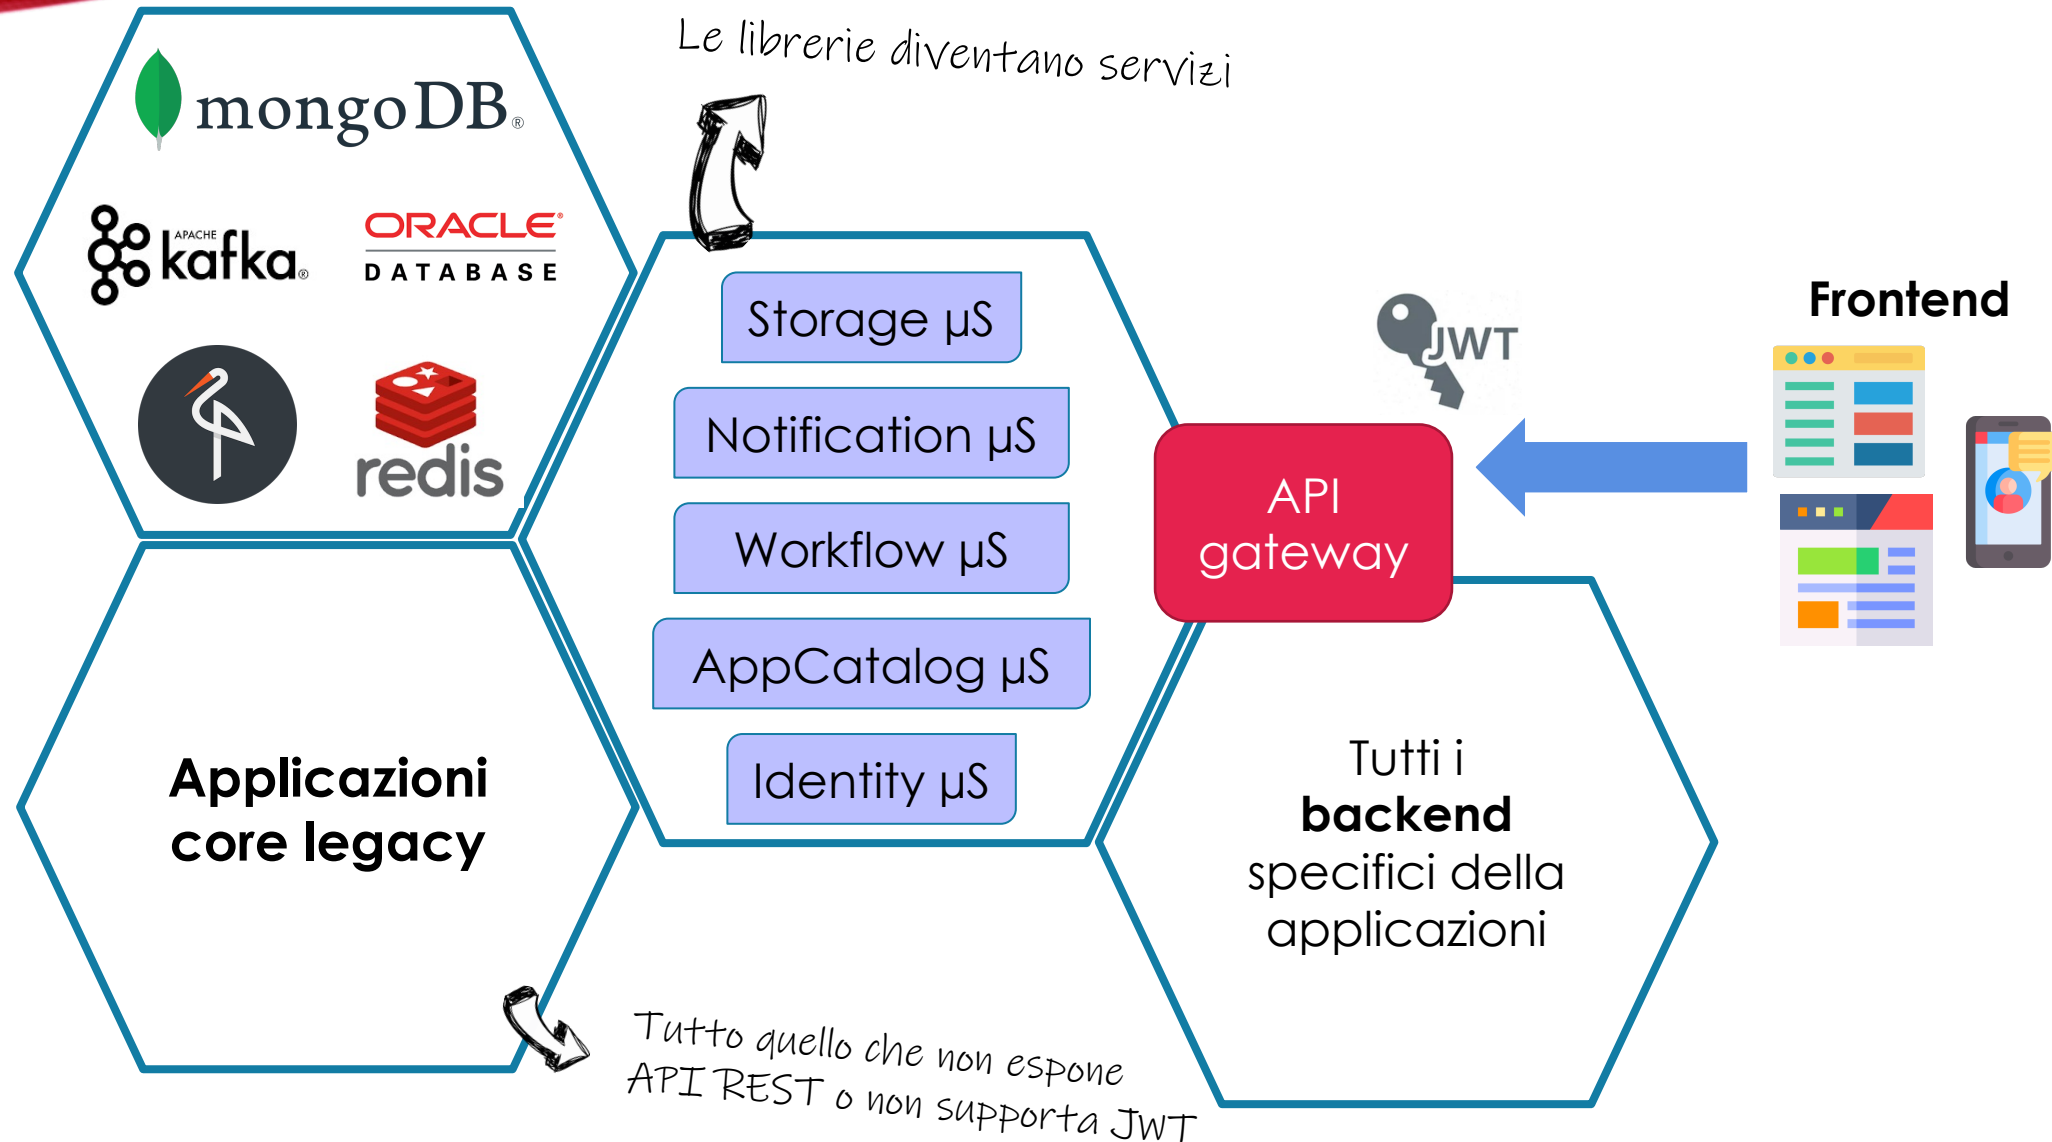 Le librerie diventano servizi
mongoDB®
APACHE
kafka®
ORACLE®
DATABASE
redis
Storage µS
Notification µS
Workflow µS
AppCatalog µS
Identity µS
JWT
API
gateway
Frontend
Applicazioni
core legacy
Tutti i
backend
specifici della
applicazioni
Tutto quello che non espone
API REST o non supporta JWT